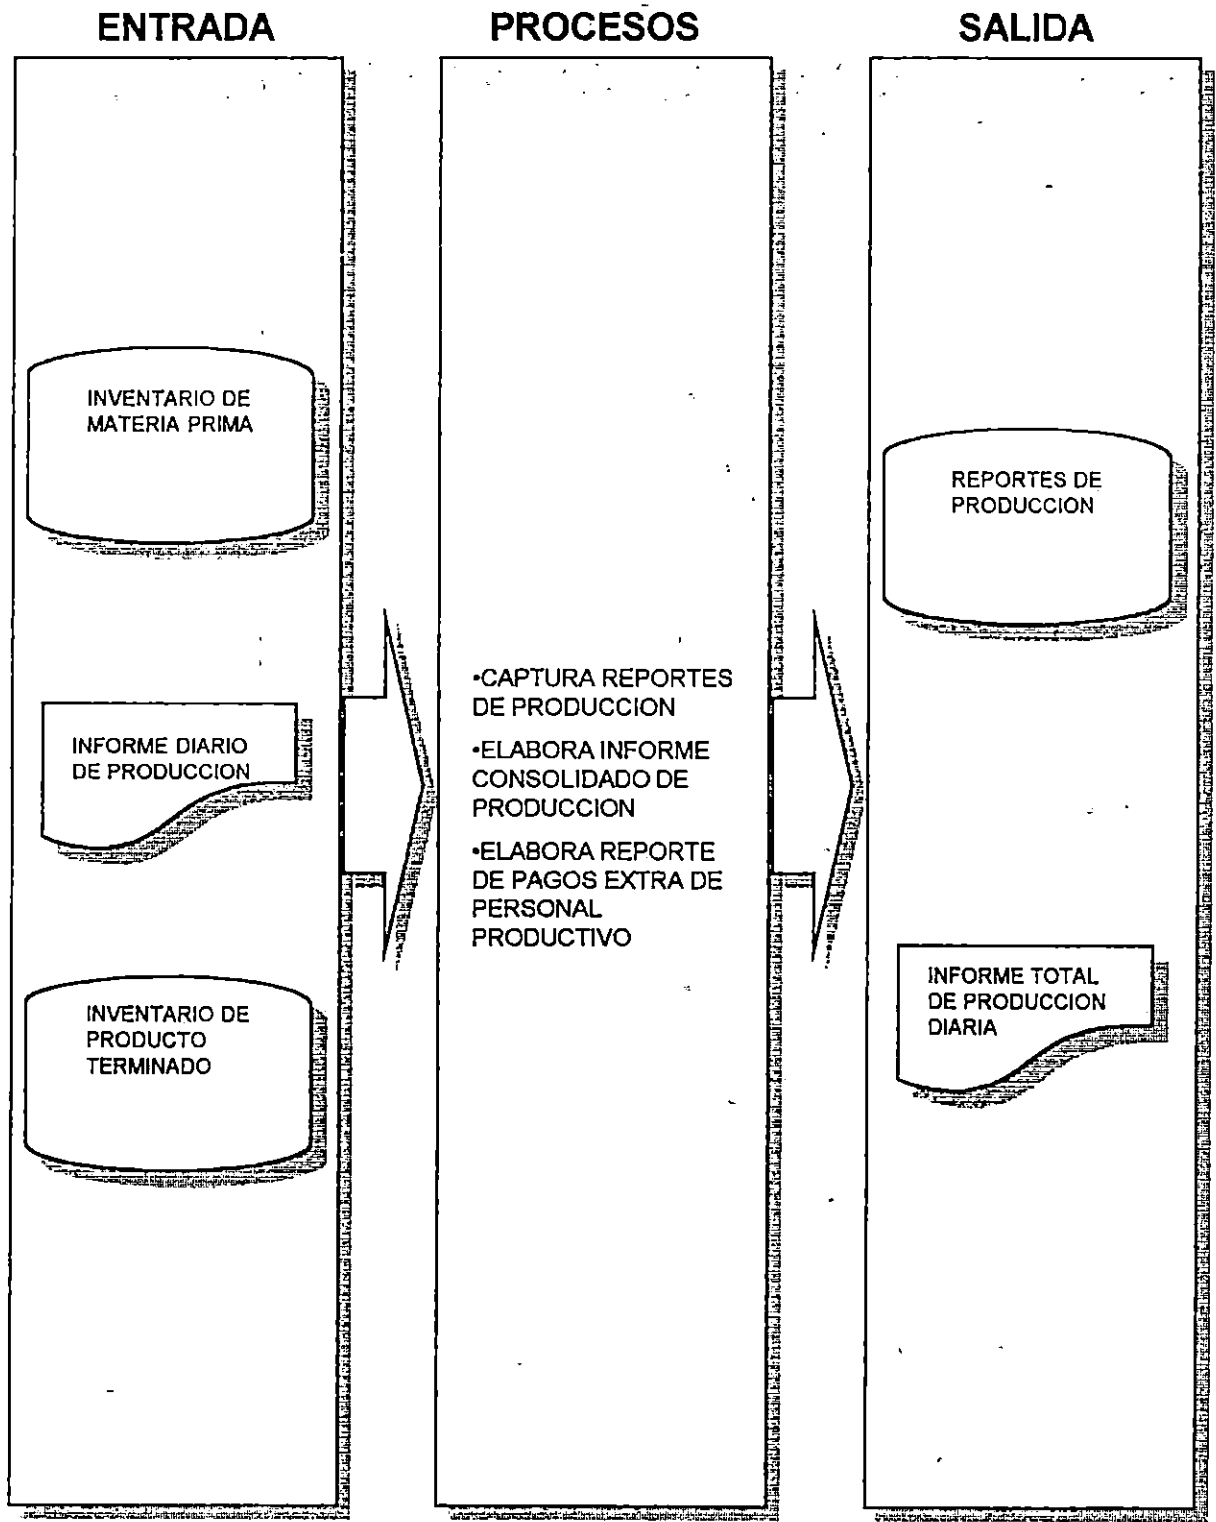 ENTRADA
PROCESOS
SALIDA
INVENTARIO DE
MATERIA PRIMA
INFORME DIARIO
DE PRODUCCION
INVENTARIO DE
PRODUCTO
TERMINADO
•CAPTURA REPORTES
DE PRODUCCION
•ELABORA INFORME
CONSOLIDADO DE
PRODUCCION
•ELABORA REPORTE
DE PAGOS EXTRA DE
PERSONAL
PRODUCTIVO
REPORTES DE
PRODUCCION
INFORME TOTAL
DE PRODUCCION
DIARIA